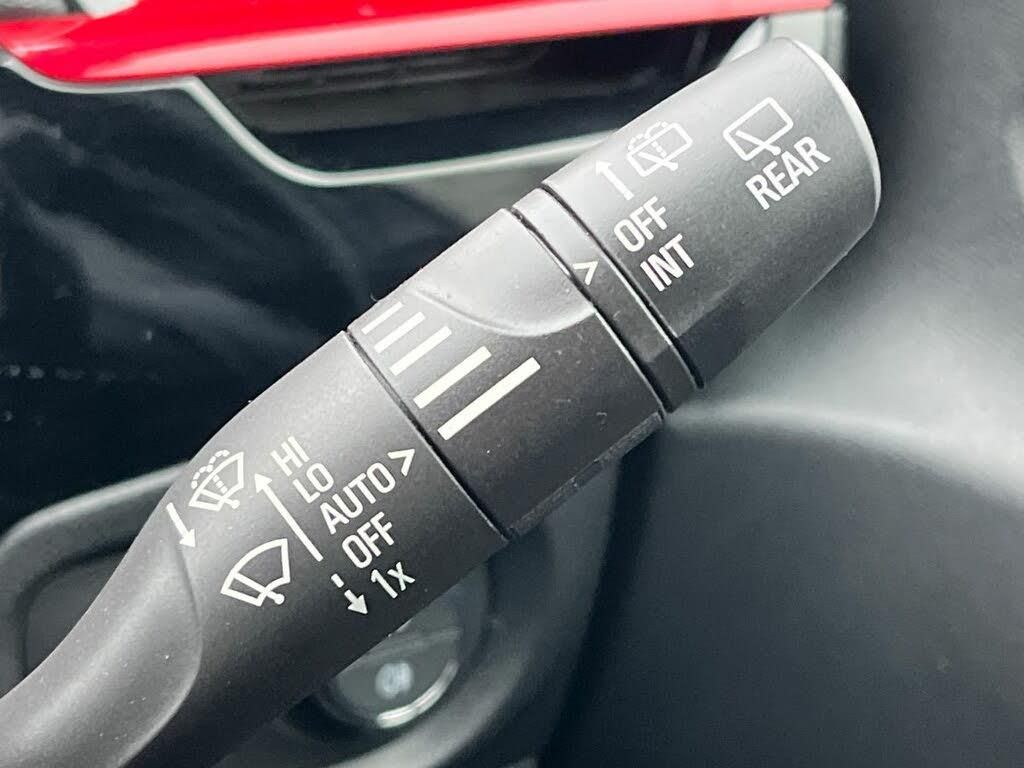 HI
LO
AUTO >
OFF
1x
>
OFF
INT
REAR